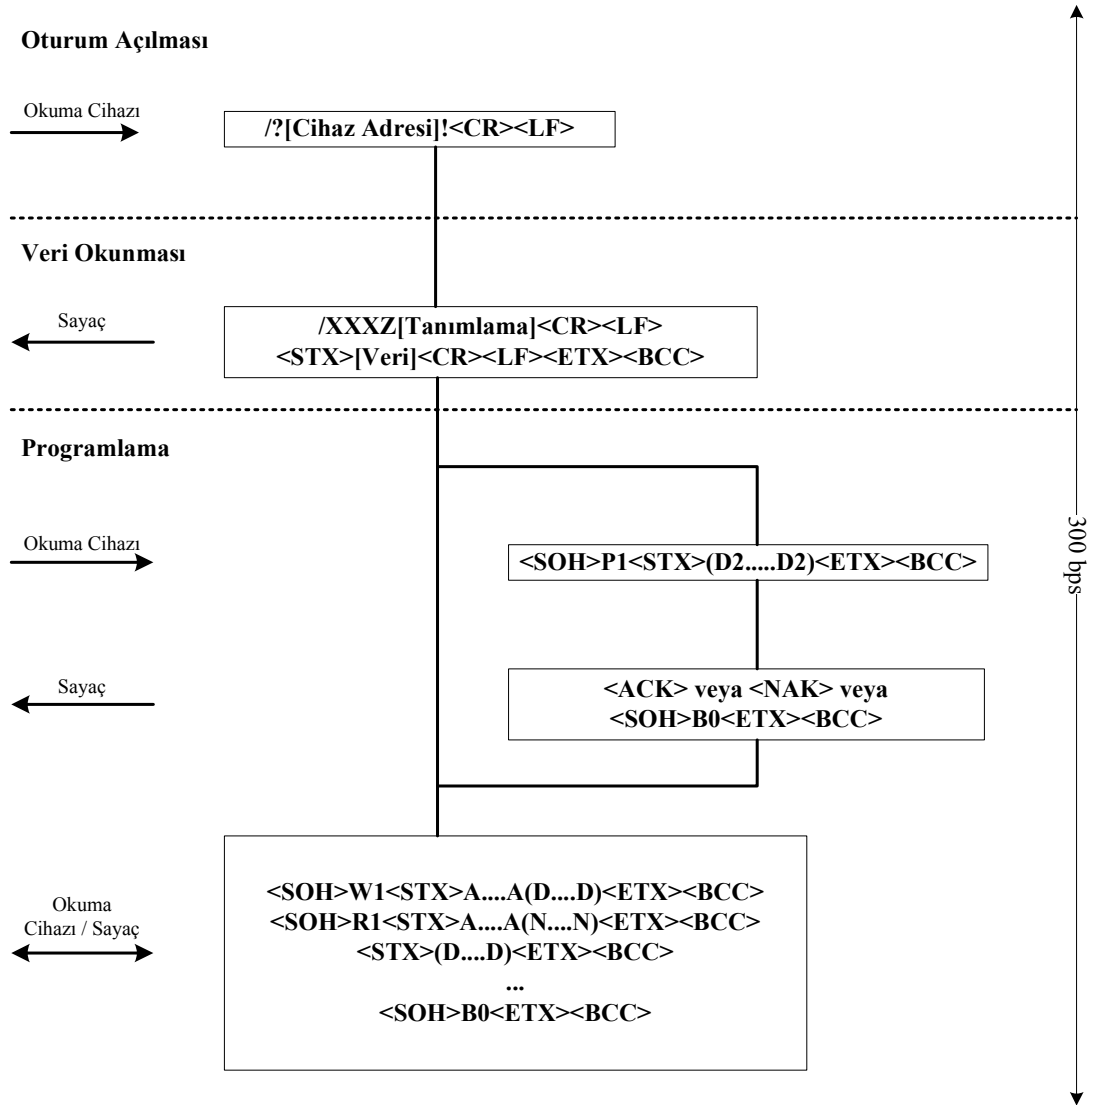 Oturum Açılması
Okuma Cihazı
/?[Cihaz Adresi]!<CR><LF>
Veri Okunması
Sayaç
/XXXZ[Tanımlama]<CR><LF>
<STX>[Veri]<CR><LF><ETX><BCC>
Programlama
Okuma Cihazı
<SOH>P1<STX>(D2.....D2)<ETX><BCC>
300 bps
Sayaç
<ACK> veya <NAK> veya
<SOH>B0<ETX><BCC>
Okuma
Cihazı / Sayaç
<SOH>W1<STX>A....A(D....D)<ETX><BCC>
<SOH>R1<STX>A....A(N....N)<ETX><BCC>
<STX>(D....D)<ETX><BCC>
...
<SOH>B0<ETX><BCC>